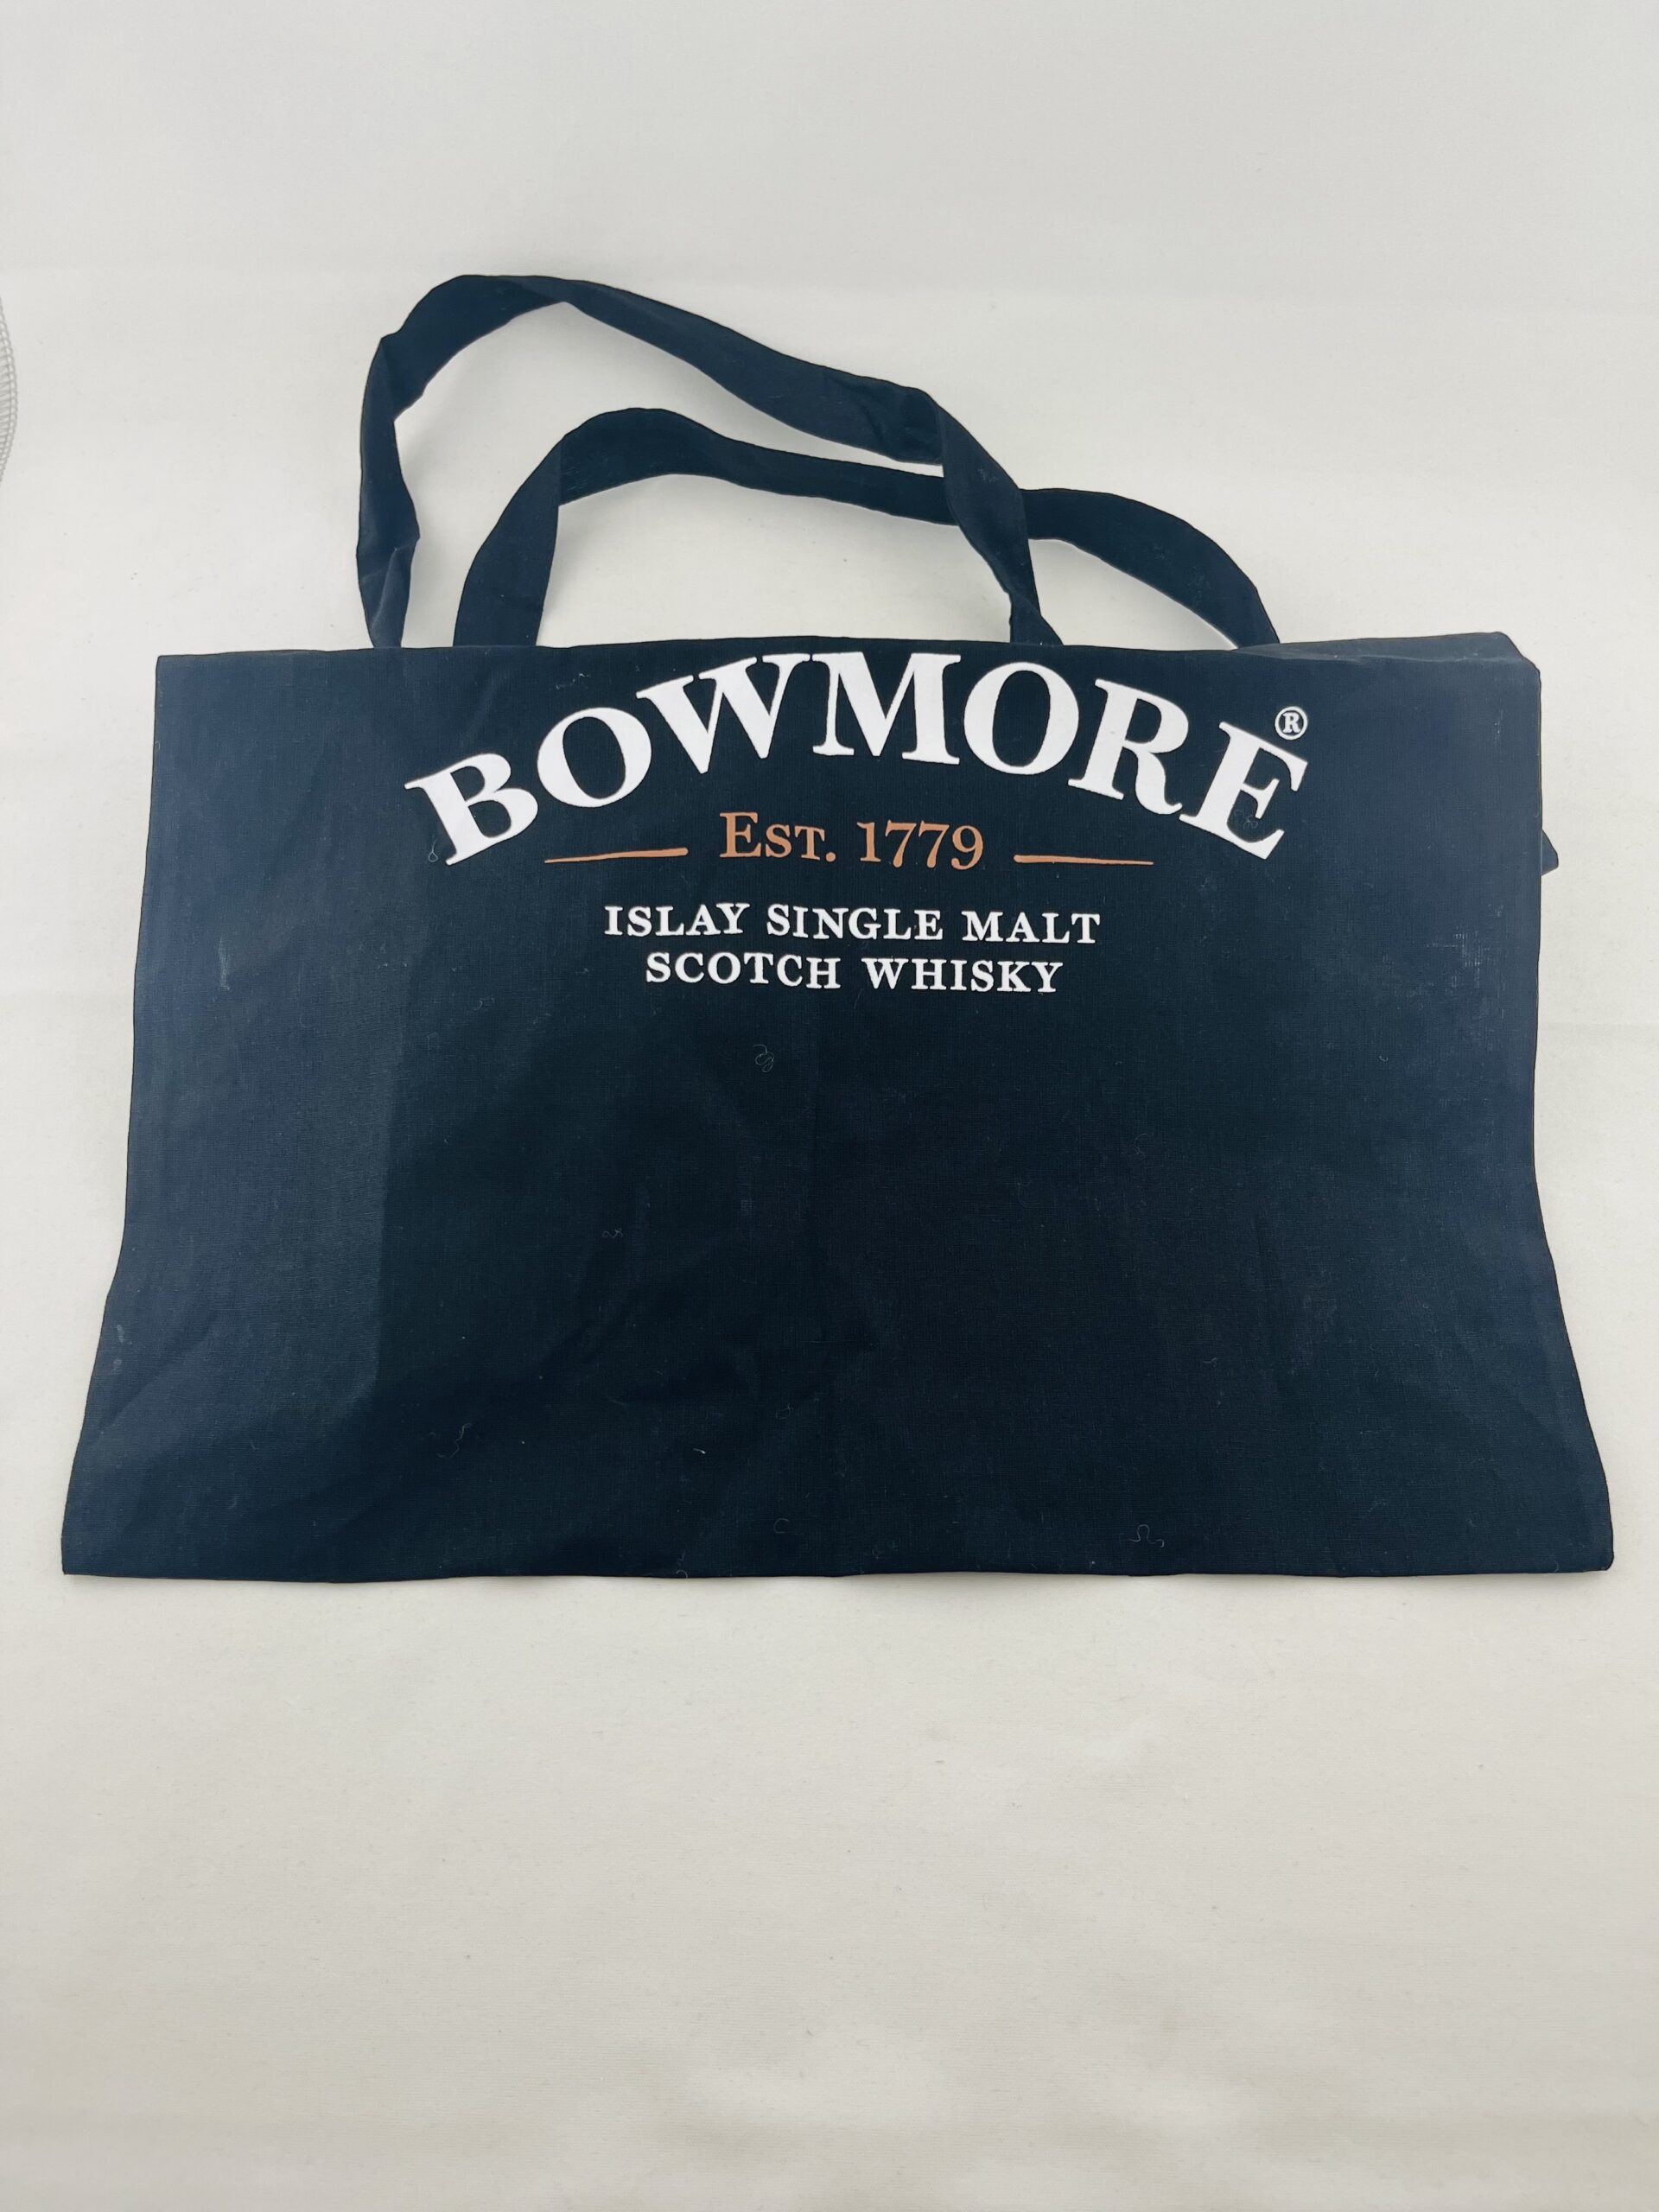 BOWMORE®
EST. 1779
ISLAY SINGLE MALT
SCOTCH WHISKY